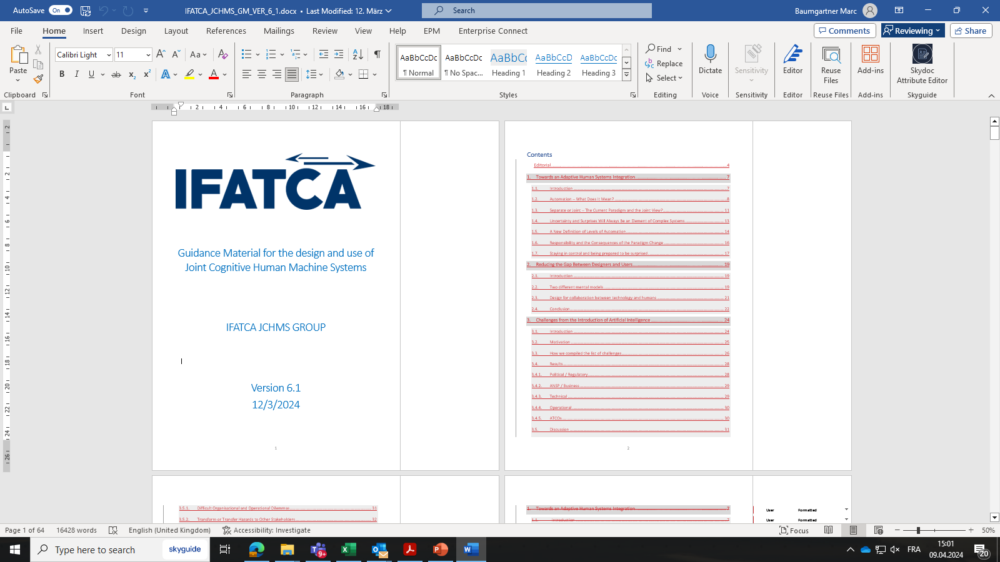 AutoSave On IFATCA_JCHMS_GM_VER_6_1.docx • Last Modified: 12. März Search Baumgartner Marc
File Home Insert Design Layout References Mailings Review View Help EPM Enterprise Connect Comments Reviewing Share
Paste
Clipboard
Calibri Light 11
Font
Paragraph
AaBbCcDc AaBbCcDc AaBbCc AaBbCcD AaBbCcDc
¶ Normal ¶ No Spac... Heading 1 Heading 2 Heading 3
Styles
Find
Replace
Select
Editing
Dictate
Voice
Sensitivity
Sensitivity
Editor
Editor
Reuse
Files
Reuse Files
Add-ins
Add-ins
Skydoc
Attribute Editor
Skyguide
2 4 6 8 10 12 14 16 18
IFATCA
Guidance Material for the design and use of
Joint Cognitive Human Machine Systems
IFATCA JCHMS GROUP
Version 6.1
12/3/2024
1
Contents
Editorial 4
1. Towards an Adaptive Human Systems Integration 7
1.1. Introduction 7
1.2. Automation – What Does It Mean? 8
1.3. Separate or Joint – The Current Paradigm and the Joint View? 11
1.4. Uncertainty and Surprises Will Always Be an Element of Complex Systems 13
1.5. A New Definition of Levels of Automation 14
1.6. Responsibility and the Consequences of the Paradigm Change 16
1.7. Staying in control and being prepared to be surprised 17
2. Reducing the Gap Between Designers and Users 19
2.1. Introduction 19
2.2. Two different mental models 19
2.3. Design for collaboration between technology and humans 21
2.4. Conclusion 22
3. Challenges from the Introduction of Artificial Intelligence 24
3.1. Introduction 24
3.2. Motivation 25
3.3. How we compiled the list of challenges 26
3.4. Results 28
3.4.1. Political / Regulatory 28
3.4.2. ANSP / Business 29
3.4.3. Technical 29
3.4.4. Operational 30
3.4.5. ATCOs 30
3.5. Discussion 31
2
3.5.1. Difficult Organisational and Operational Dilemmas 31
3.5.2. Transform or Transfer Hazards to Other Stakeholders 32
1. Towards an Adaptive Human Systems Integration 7
1.1. Introduction 7
User Formatted
User Formatted
Page 1 of 64 16428 words English (United Kingdom) Accessibility: Investigate Focus 50%
Type here to search skyguide 9+ FRA 15:01
09.04.2024 20